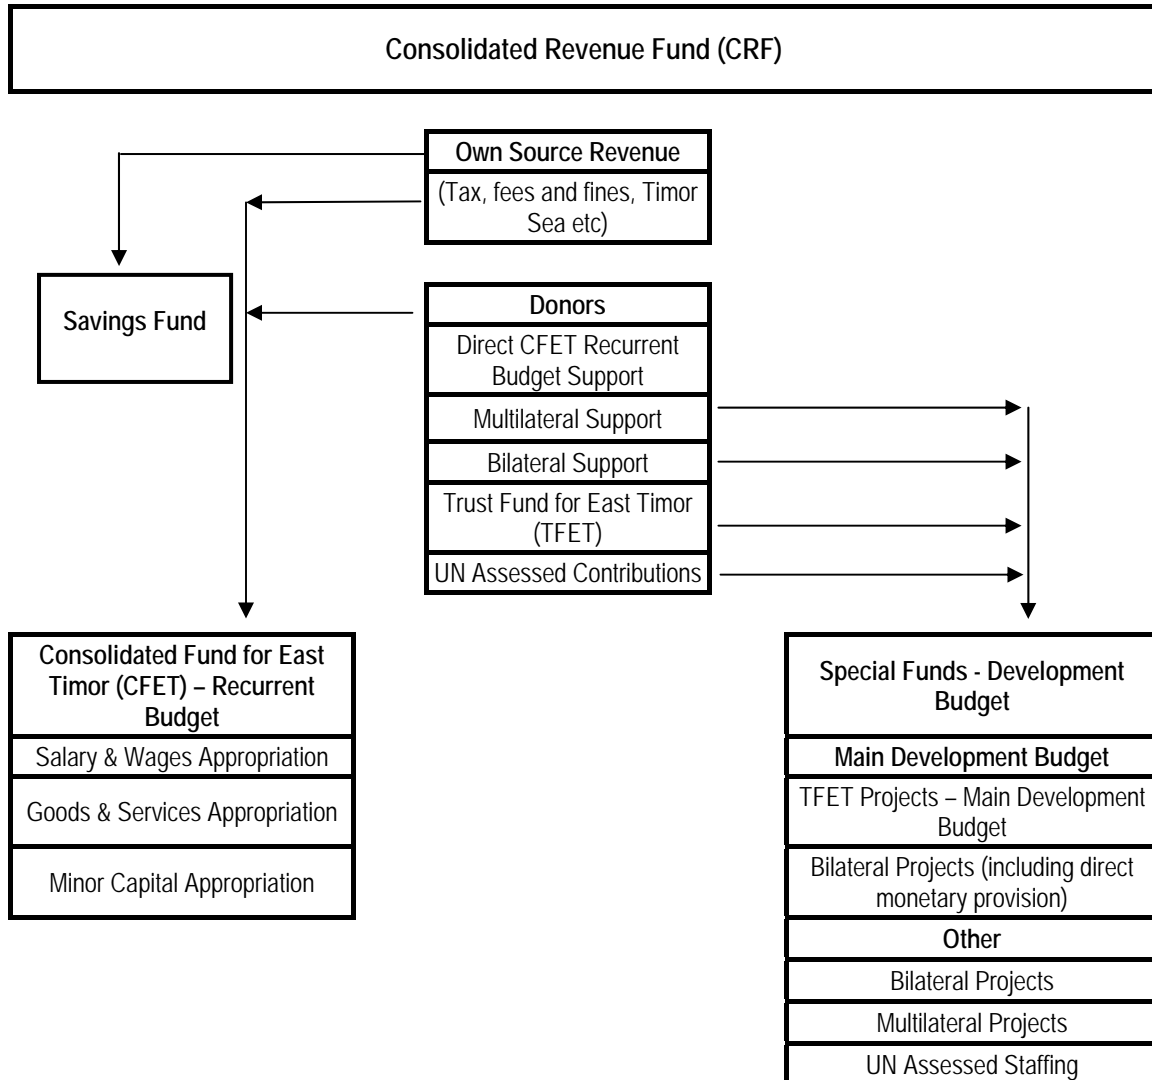 Consolidated Revenue Fund (CRF)
Own Source Revenue
(Tax, fees and fines, Timor
Sea etc)
Savings Fund
Donors
Direct CFET Recurrent
Budget Support
Multilateral Support
Bilateral Support
Trust Fund for East Timor
(TFET)
UN Assessed Contributions
Consolidated Fund for East
Timor (CFET) – Recurrent
Budget
Salary & Wages Appropriation
Goods & Services Appropriation
Minor Capital Appropriation
Special Funds - Development
Budget
Main Development Budget
TFET Projects – Main Development
Budget
Bilateral Projects (including direct
monetary provision)
Other
Bilateral Projects
Multilateral Projects
UN Assessed Staffing